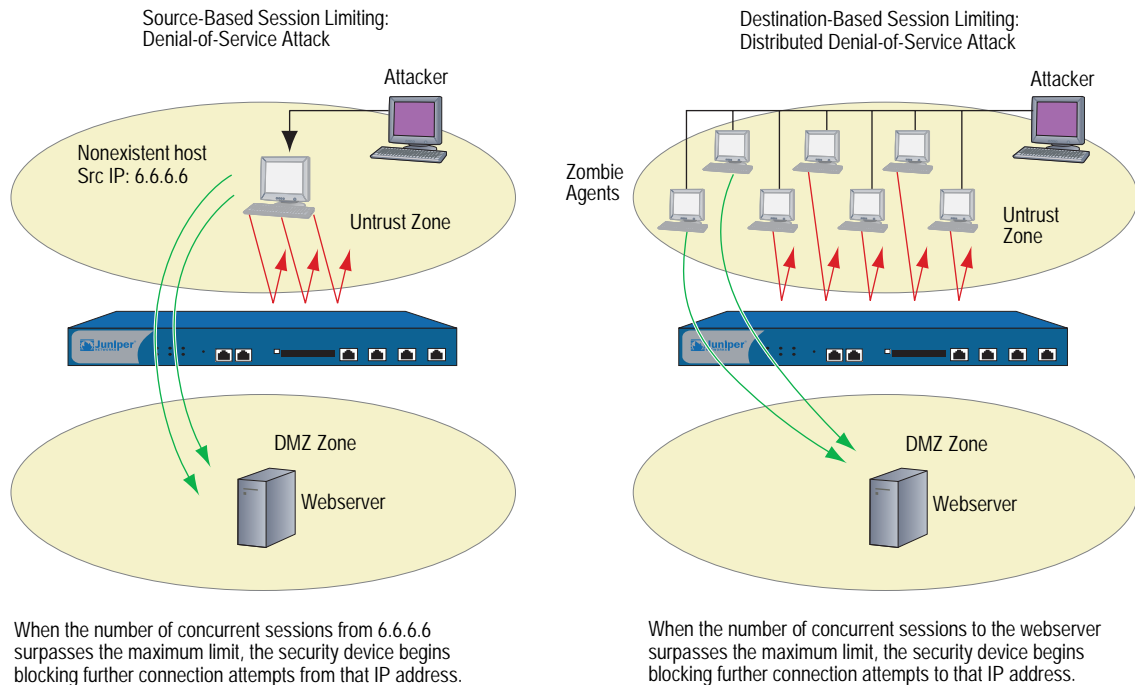 Source-Based Session Limiting:
Denial-of-Service Attack
Attacker
Nonexistent host
Src IP: 6.6.6.6
Untrust Zone
Juniper
NETWORKS
DMZ Zone
Webserver
When the number of concurrent sessions from 6.6.6.6
surpasses the maximum limit, the security device begins
blocking further connection attempts from that IP address.
Destination-Based Session Limiting:
Distributed Denial-of-Service Attack
Attacker
Zombie
Agents
Untrust
Zone
Juniper
NETWORKS
DMZ Zone
Webserver
When the number of concurrent sessions to the webserver
surpasses the maximum limit, the security device begins
blocking further connection attempts to that IP address.